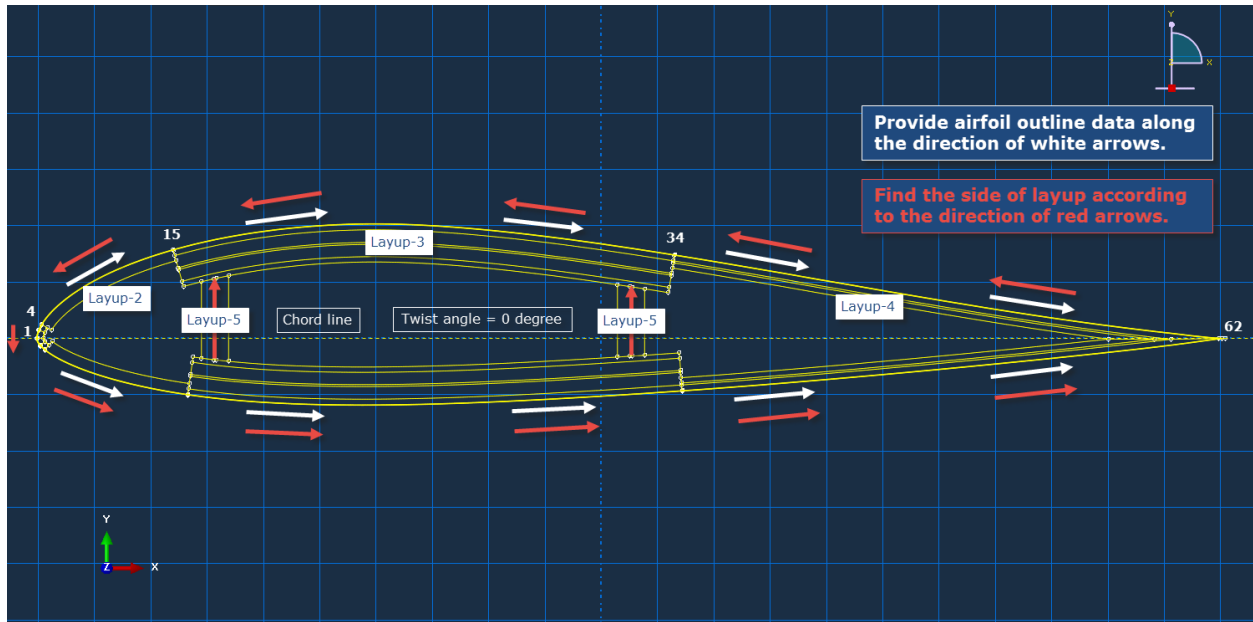 Y
Z
X
Provide airfoil outline data along
the direction of white arrows.
Find the side of layup according
to the direction of red arrows.
15
34
Layup-3
Layup-2
Layup-4
4
1
Layup-5
Chord line
Twist angle = 0 degree
Layup-5
62
Y
Z
X